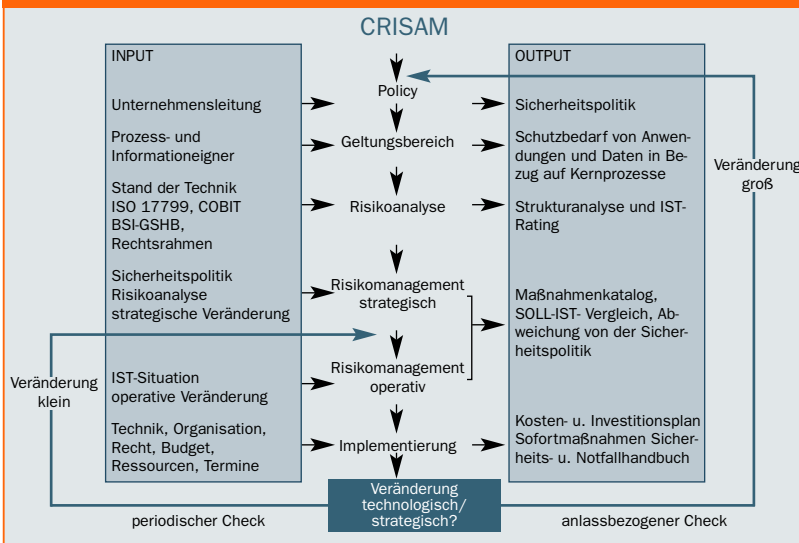 CRISAM
INPUT
Unternehmensleitung
Prozess- und
Informationeigner
Stand der Technik
ISO 17799, COBIT
BSI-GSHB,
Rechtsrahmen
Sicherheitspolitik
Risikoanalyse
strategische Veränderung
IST-Situation
operative Veränderung
Technik, Organisation,
Recht, Budget,
Ressourcen, Termine
Policy
Geltungsbereich
Risikoanalyse
Risikomanagement
strategisch
Risikomanagement
operativ
Implementierung
Veränderung
technologisch/
strategisch?
OUTPUT
Sicherheitspolitik
Schutzbedarf von Anwen-
dungen und Daten in Be-
zug auf Kernprozesse
Strukturanalyse und IST-
Rating
Maßnahmenkatalog,
SOLL-IST- Vergleich, Ab-
weichung von der Sicher-
heitspolitik
Kosten- u. Investitionsplan
Sofortmaßnahmen Sicher-
heits- u. Notfallhandbuch
Veränderung
groß
Veränderung
klein
periodischer Check
anlassbezogener Check